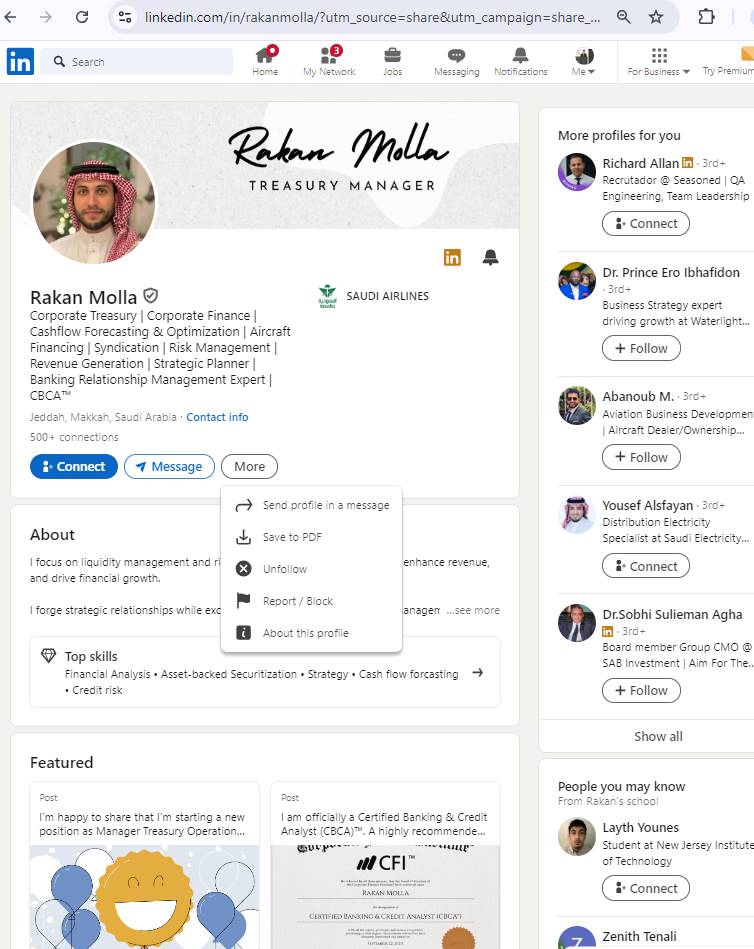 linkedin.com/in/rakanmolla/?utm_source=share&utm_campaign=share_...
in
Search
Home
3
My Network
Jobs
Messaging
Notifications
Me
For Business
Try Premium
Rakan Molla
TREASURY MANAGER
in
Rakan Molla
SAUDI AIRLINES
Corporate Treasury | Corporate Finance |
Cashflow Forecasting & Optimization | Aircraft
Financing | Syndication | Risk Management |
Revenue Generation | Strategic Planner |
Banking Relationship Management Expert |
CBCA™
Jeddah, Makkah, Saudi Arabia · Contact info
500+ connections
Connect
Message
More
Send profile in a message
Save to PDF
Unfollow
Report / Block
About this profile
About
I focus on liquidity management and ri enhance revenue,
and drive financial growth.
I forge strategic relationships while exc managem ...see more
Top skills
Financial Analysis • Asset-backed Securitization • Strategy • Cash flow forcasting
• Credit risk
Featured
Post
I'm happy to share that I'm starting a new
position as Manager Treasury Operation...
Post
I am officially a Certified Banking & Credit
Analyst (CBCA)™. A highly recommende...
CFI™
RAKAN MOLLA
CERTIFIED BANKING & CREDIT ANALYST (CBCA)™
More profiles for you
Richard Allan in · 3rd+
Recrutador @ Seasoned | QA
Engineering, Team Leadership
Connect
Dr. Prince Ero Ibhafidon
· 3rd+
Business Strategy expert
driving growth at Waterlight...
Follow
Abanoub M. · 3rd+
Aviation Business Developmen
| Aircraft Dealer/Ownership...
Follow
Yousef Alsfayan · 3rd+
Distribution Electricity
Specialist at Saudi Electricity...
Connect
Dr.Sobhi Sulieman Agha
in · 3rd+
Board member Group CMO @
SAB Investment | Aim For The...
Follow
Show all
People you may know
From Rakan's school
Layth Younes
Student at New Jersey Institute
of Technology
Connect
Z
Zenith Tenali